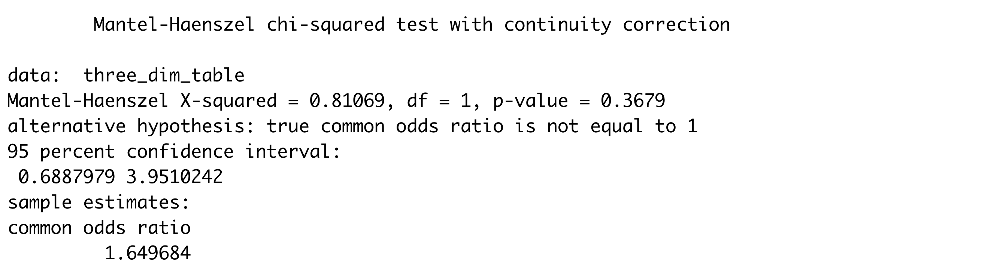 Mantel-Haenszel chi-squared test with continuity correction
data:  three_dim_table
Mantel-Haenszel X-squared = 0.81069, df = 1, p-value = 0.3679
alternative hypothesis: true common odds ratio is not equal to 1
95 percent confidence interval:
 0.6887979 3.9510242
sample estimates:
common odds ratio
         1.649684